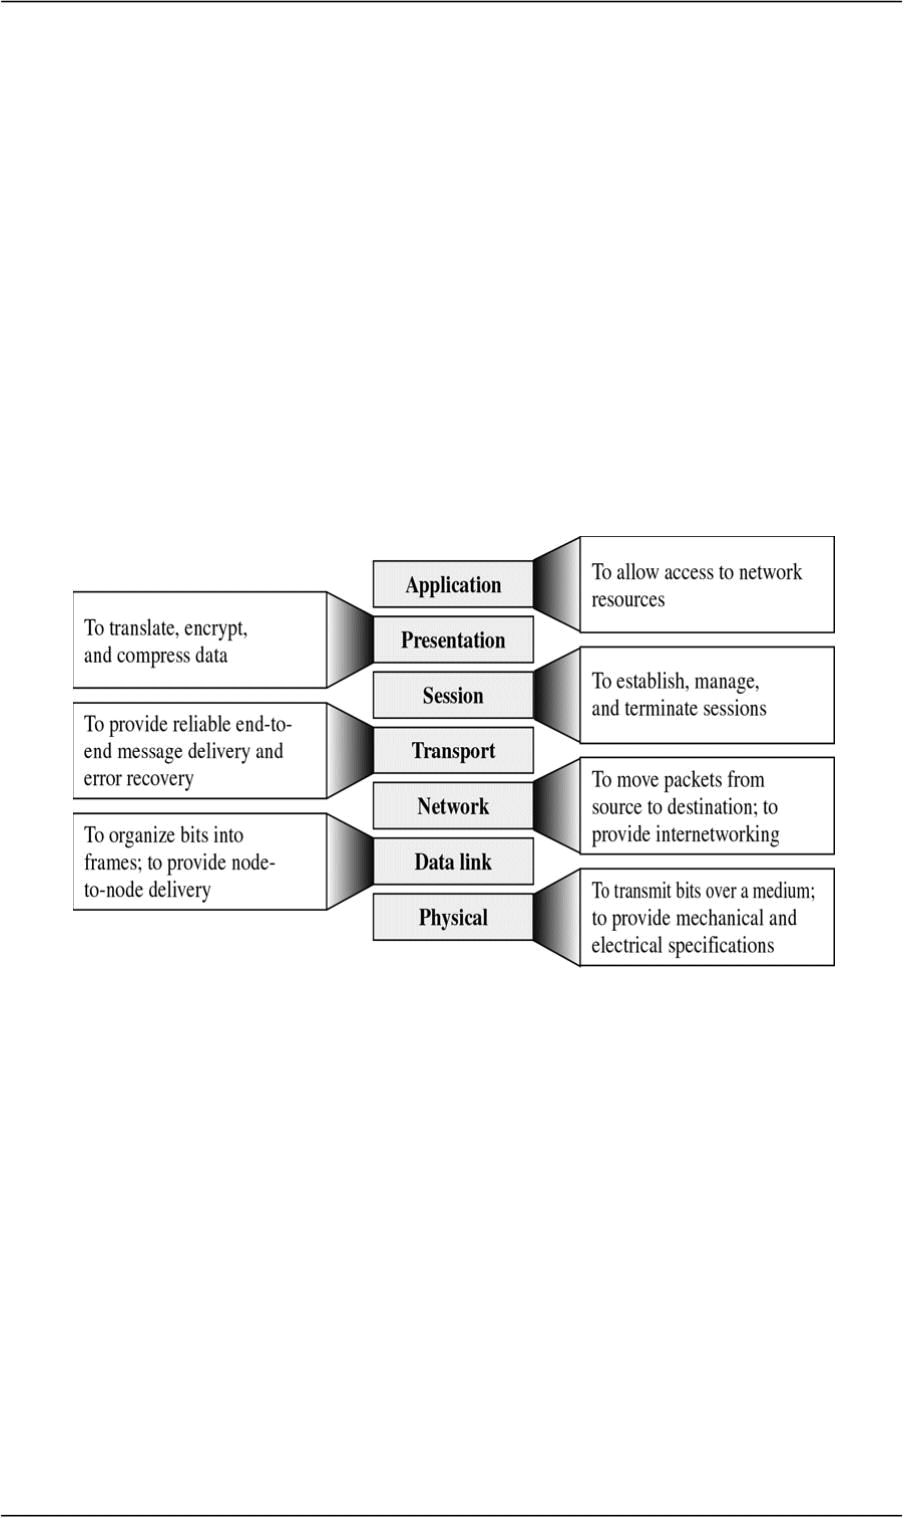 Application
To allow access to network
resources
To translate, encrypt,
and compress data
Presentation
Session
To establish, manage,
and terminate sessions
To provide reliable end-to-
end message delivery and
error recovery
Transport
Network
To move packets from
source to destination; to
provide internetworking
To organize bits into
frames; to provide node-
to-node delivery
Data link
Physical
To transmit bits over a medium;
to provide mechanical and
electrical specifications